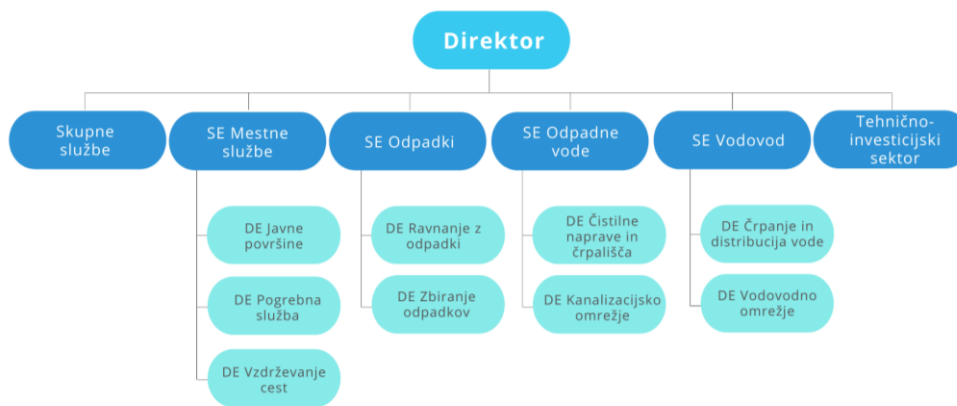 Direktor
Skupne
službe
SE Mestne
službe
SE Odpadki
SE Odpadne
vode
SE Vodovod
Tehnično-
investicijski
sektor
DE Javne
površine
DE Pogrebna
služba
DE Vzdrževanje
cest
DE Ravnanje z
odpadki
DE Zbiranje
odpadkov
DE Čistilne
naprave in
črpališča
DE Kanalizacijsko
omrežje
DE Črpanje in
distribucija vode
DE Vodovodno
omrežje